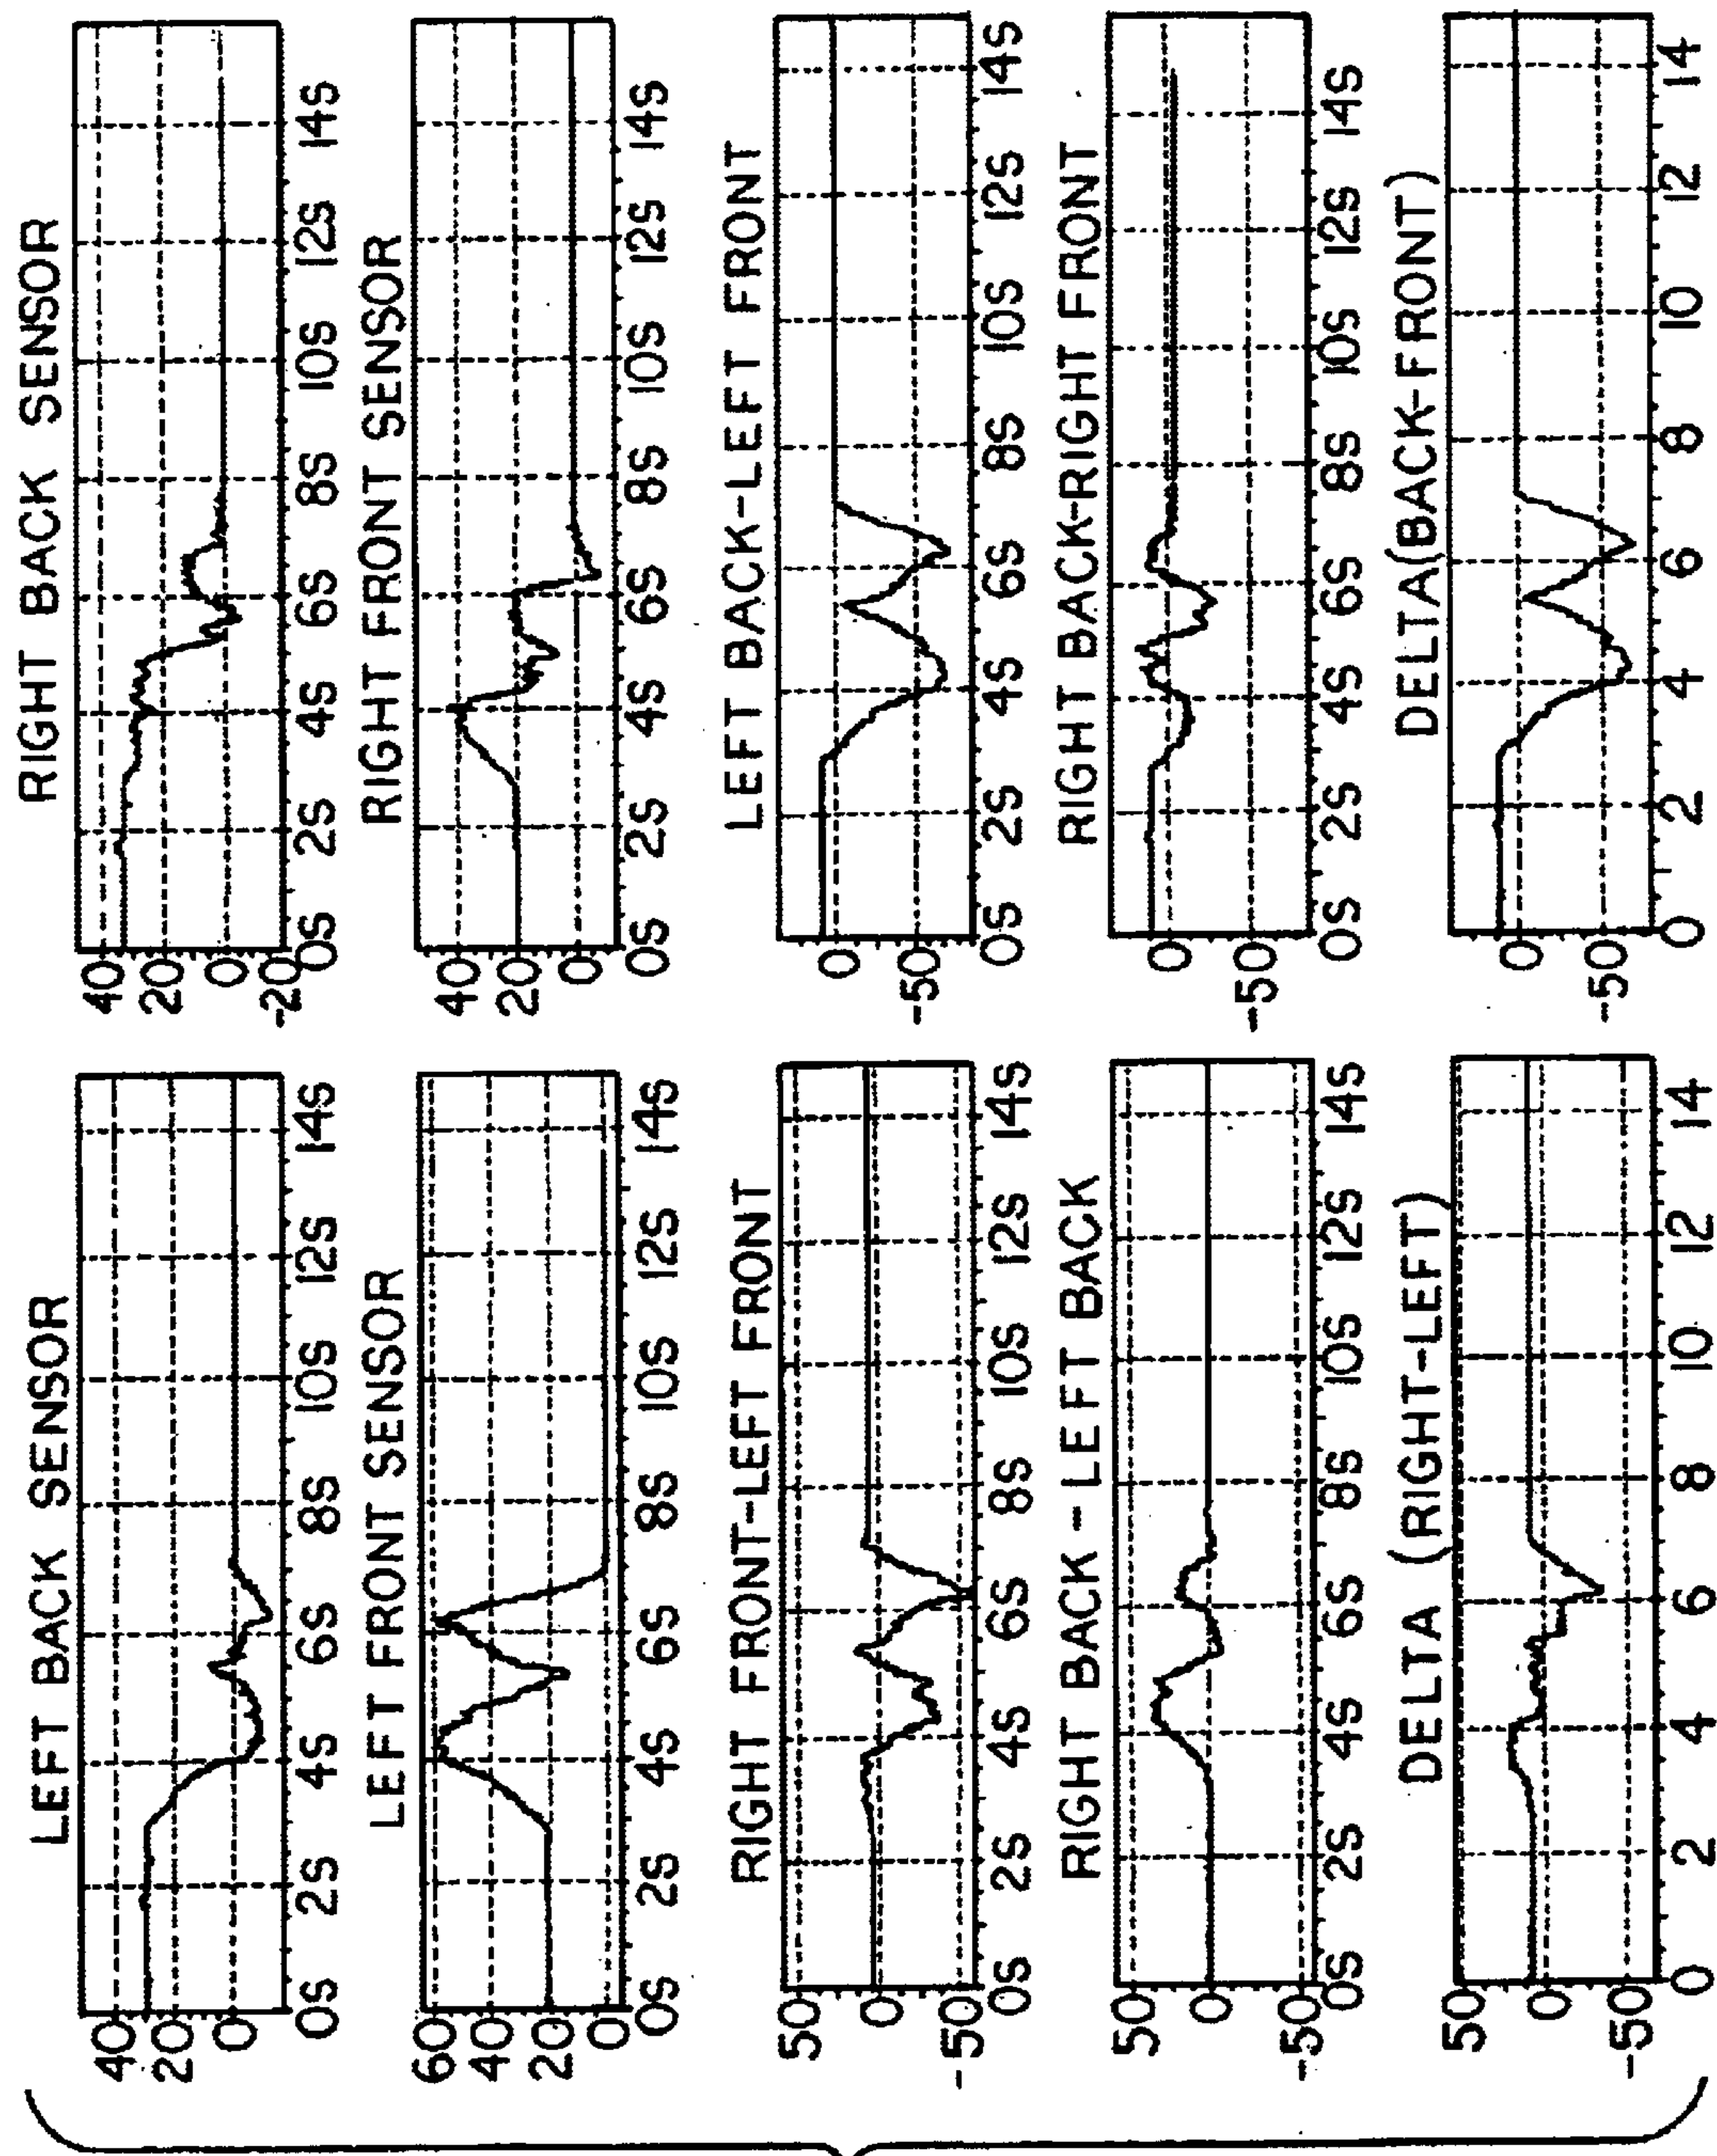 LEFT BACK SENSOR
40
20
0
0S 2S 4S 6S 8S 10S 12S 14S
RIGHT BACK SENSOR
40
20
0
-20
0S 2S 4S 6S 8S 10S 12S 14S
LEFT FRONT SENSOR
60
40
20
0
0S 2S 4S 6S 8S 10S 12S 14S
RIGHT FRONT SENSOR
40
20
0
0S 2S 4S 6S 8S 10S 12S 14S
RIGHT FRONT-LEFT FRONT
50
0
-50
0S 2S 4S 6S 8S 10S 12S 14S
LEFT BACK-LEFT FRONT
0
-50
0S 2S 4S 6S 8S 10S 12S 14S
RIGHT BACK - LEFT BACK
50
0
-50
0S 2S 4S 6S 8S 10S 12S 14S
RIGHT BACK-RIGHT FRONT
0
-50
0S 2S 4S 6S 8S 10S 12S 14S
DELTA (RIGHT-LEFT)
50
0
-50
0 2 4 6 8 10 12 14
DELTA(BACK-FRONT)
0
-50
0 2 4 6 8 10 12 14